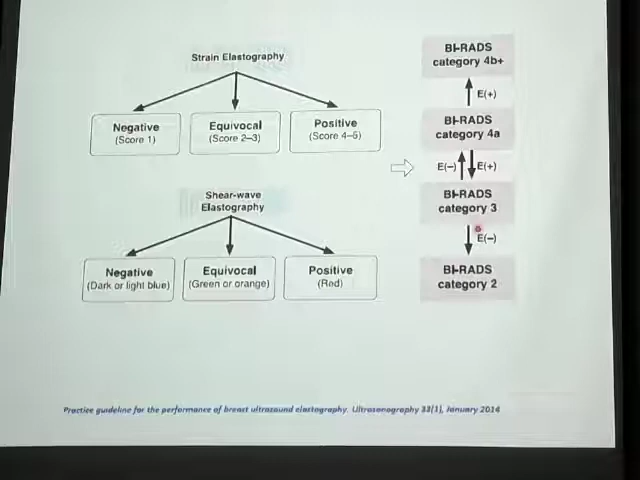 Strain Elastography
Negative
(Score 1)
Equivocal
(Score 2–3)
Positive
(Score 4–5)
Shear-wave
Elastography
Negative
(Dark or light blue)
Equivocal
(Green or orange)
Positive
(Red)
BI-RADS
category 4b+
E(+)
BI-RADS
category 4a
E(–)
E(+)
BI-RADS
category 3
E(–)
BI-RADS
category 2
Practice guideline for the performance of breast ultrasound elastography. Ultrasonography 33(1), January 2014